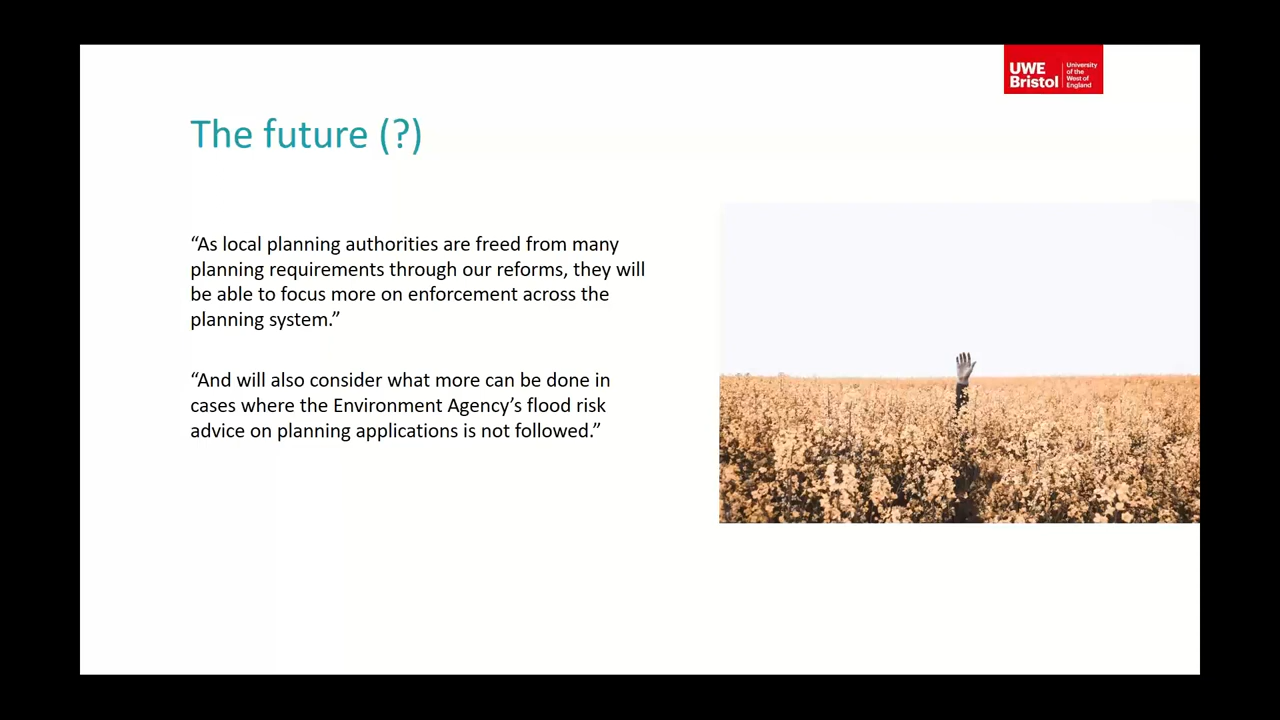 UWE
Bristol
University
of the
West of
England
The future (?)
“As local planning authorities are freed from many
planning requirements through our reforms, they will
be able to focus more on enforcement across the
planning system.”
“And will also consider what more can be done in
cases where the Environment Agency’s flood risk
advice on planning applications is not followed.”